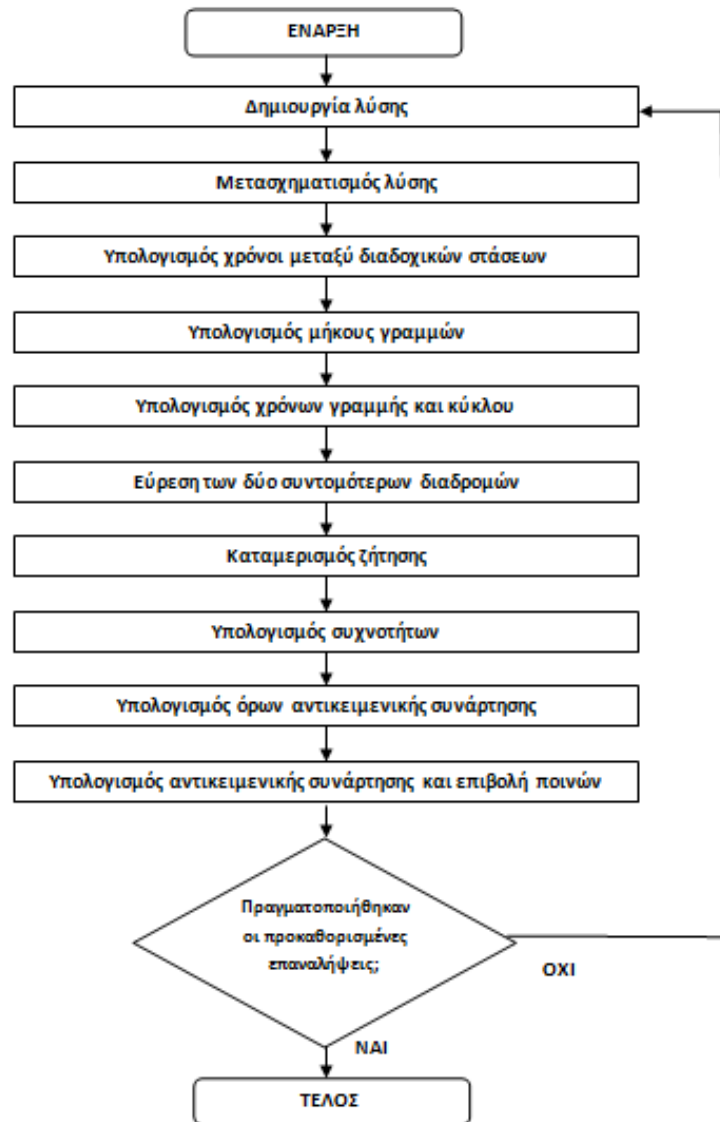 ΕΝΑΡΞΗ
Δημιουργία λύσης
Μετασχηματισμός λύσης
Υπολογισμός χρόνοι μεταξύ διαδοχικών στάσεων
Υπολογισμός μήκους γραμμών
Υπολογισμός χρόνων γραμμής και κύκλου
Εύρεση των δύο συντομότερων διαδρομών
Καταμερισμός ζήτησης
Υπολογισμός συχνοτήτων
Υπολογισμός όρων αντικειμενικής συνάρτησης
Υπολογισμός αντικειμενικής συνάρτησης και επιβολή ποινών
Πραγματοποιήθηκαν
οι προκαθορισμένες
επαναλήψεις;
ΟΧΙ
ΝΑΙ
ΤΕΛΟΣ